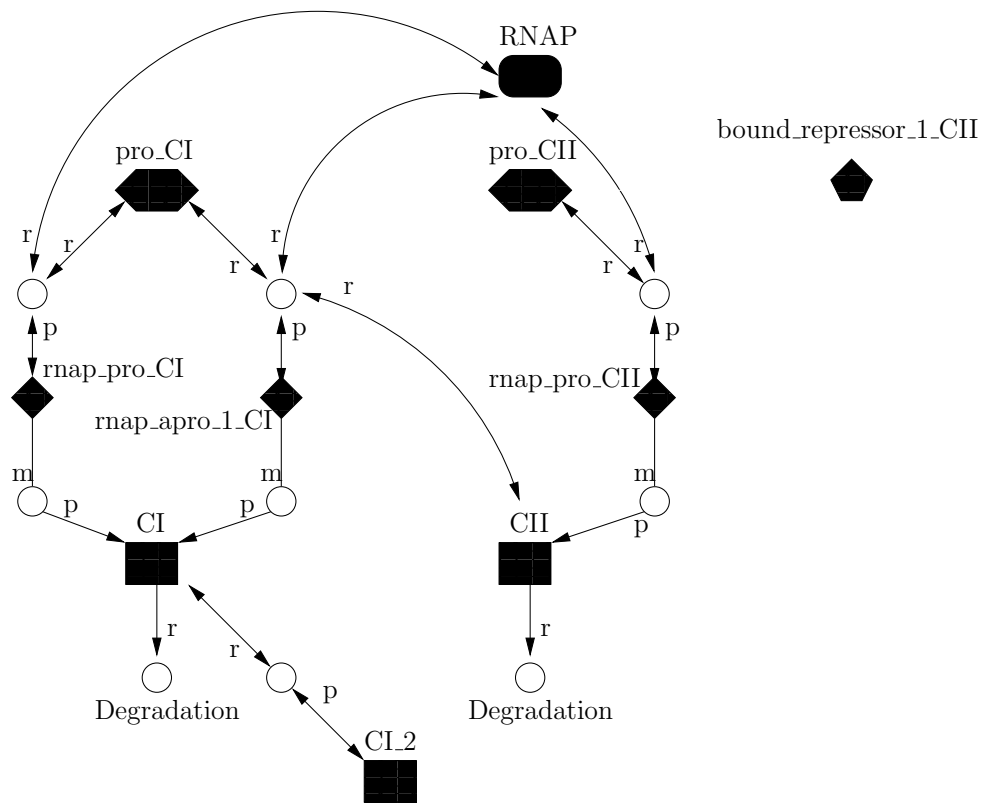 RNAP
bound_repressor_1_CII
pro_CI
pro_CII
r
r
r
r
r
r
r
p
p
p
rnap_pro_CI
rnap_pro_CII
rnap_apro_1_CI
m
m
m
p
p
p
CI
CII
r
r
r
p
Degradation
Degradation
CI_2